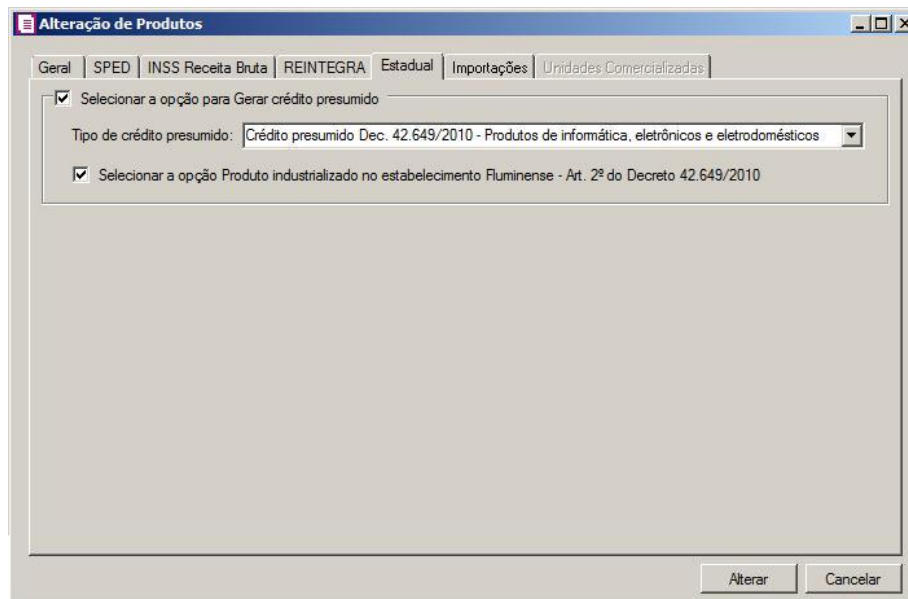 Alteração de Produtos
Geral SPED INSS Receita Bruta REINTEGRA Estadual Importações Unidades Comercializadas
Selecionar a opção para Gerar crédito presumido
Tipo de crédito presumido: Crédito presumido Dec. 42.649/2010 - Produtos de informática, eletrônicos e eletrodomésticos
Selecionar a opção Produto industrializado no estabelecimento Fluminense - Art. 2º do Decreto 42.649/2010
Alterar Cancelar